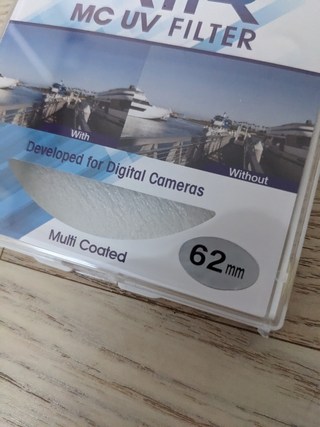 MC UV FILTER
With
Without
Developed for Digital Cameras
Multi Coated
62mm